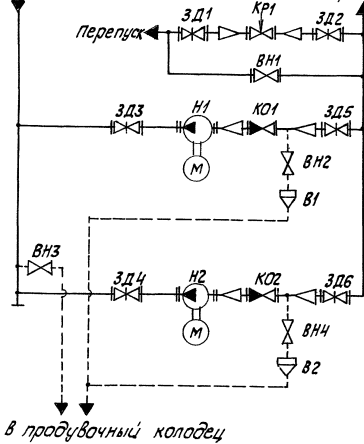 ЗД1 КР1 ЗД2
Перепуск
ВН1
ЗД3 Н1 КО1 ЗД5
ВН2
М
В1
ВН3
ЗД4 Н2 КО2 ЗД6
М
ВН4
В2
В продувочный колодец